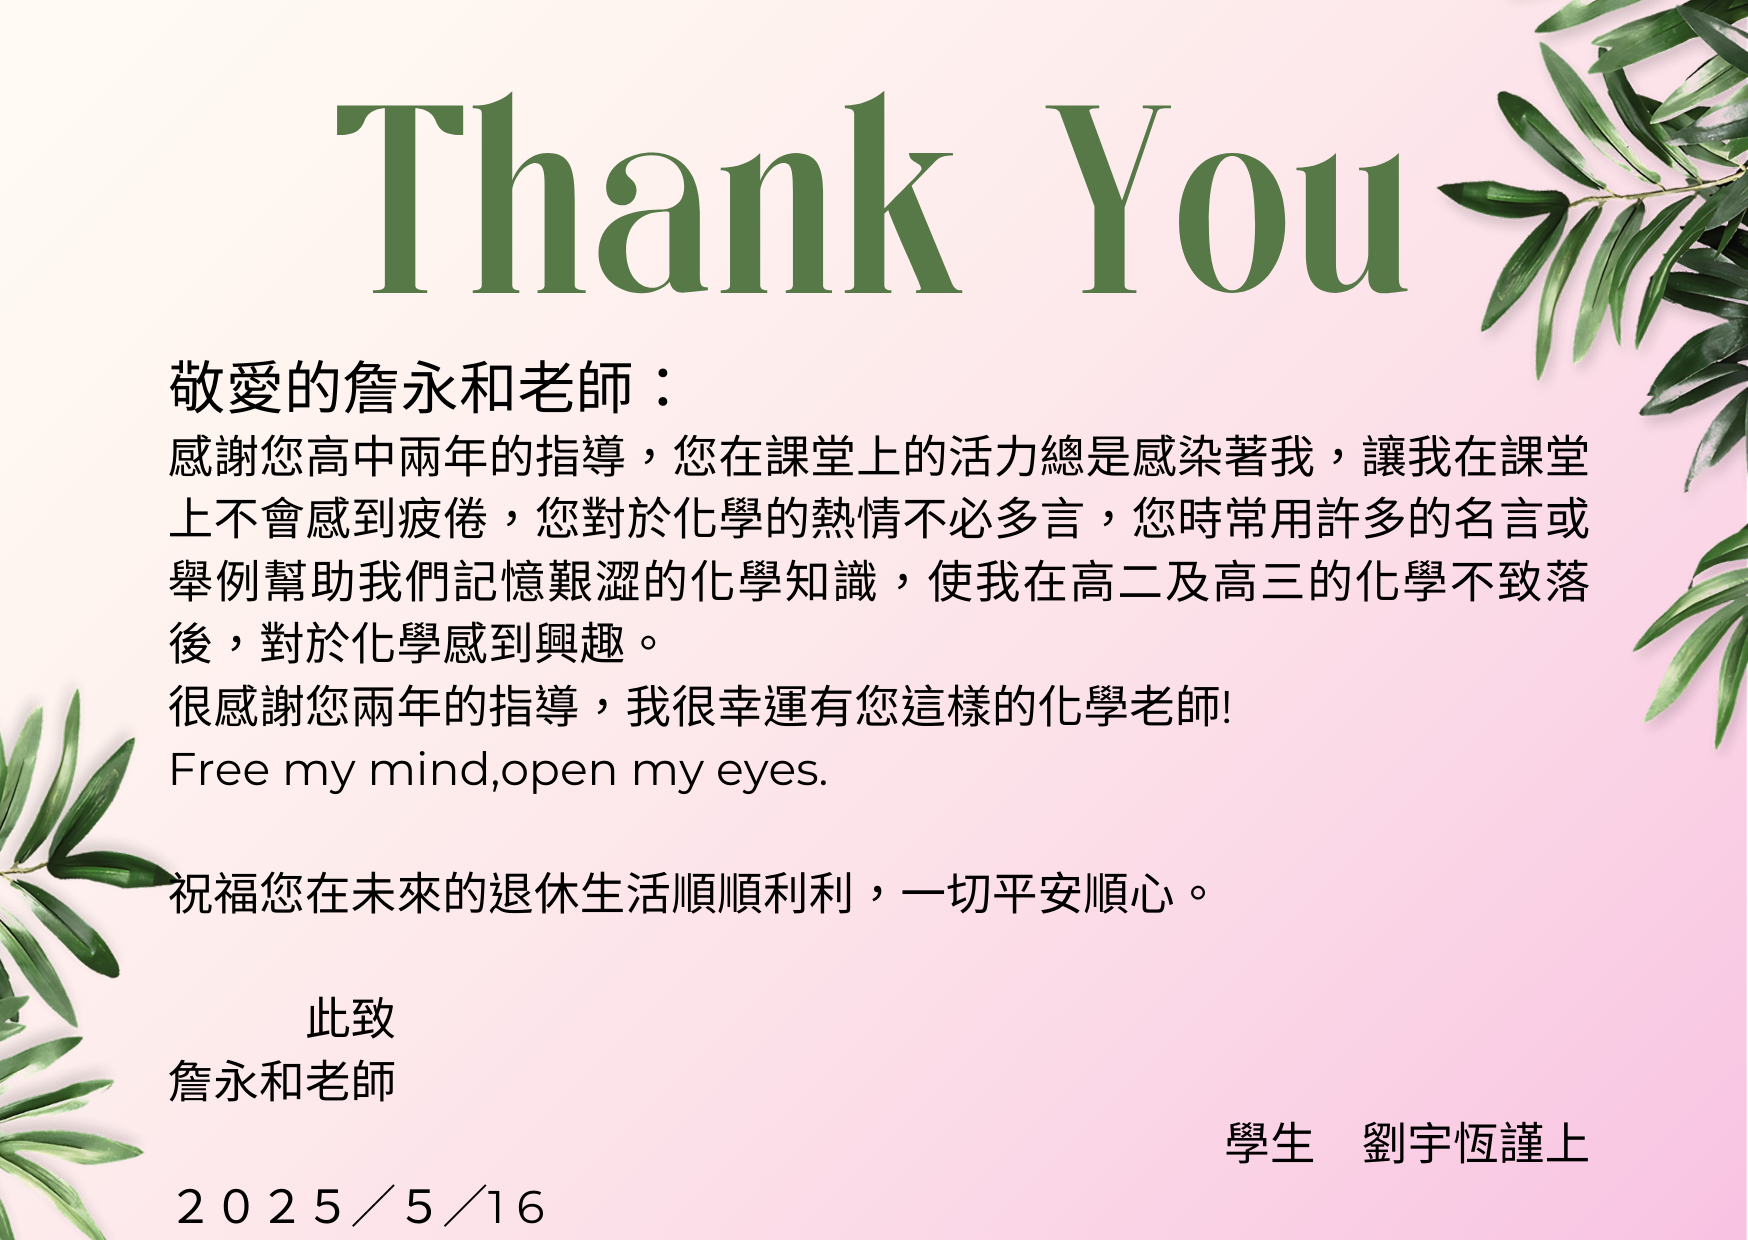 Thank You
敬愛的詹永和老師：
感謝您高中兩年的指導，您在課堂上的活力總是感染著我，讓我在課堂
上不會感到疲倦，您對於化學的熱情不必多言，您時常用許多的名言或
舉例幫助我們記憶艱澀的化學知識，使我在高二及高三的化學不致落
後，對於化學感到興趣。
很感謝您兩年的指導，我很幸運有您這樣的化學老師!
Free my mind,open my eyes.
祝福您在未來的退休生活順順利利，一切平安順心。
此致
詹永和老師
學生　劉宇恆謹上
２０２５／５／16